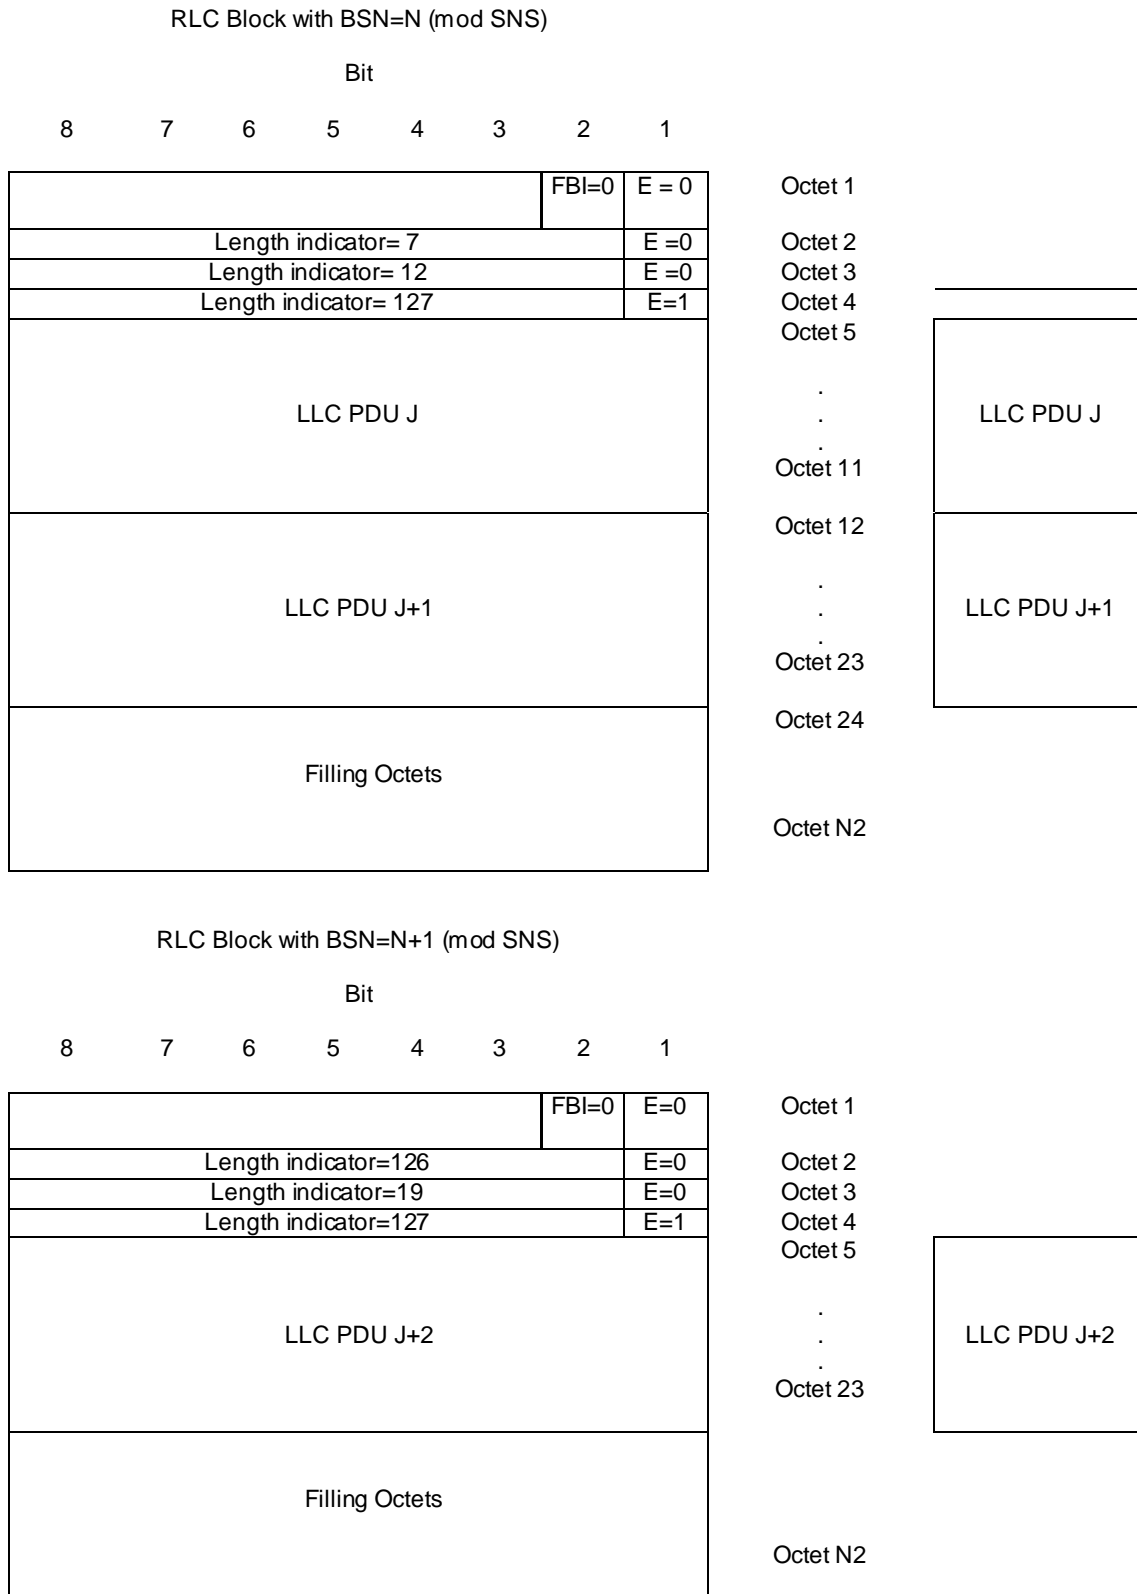 RLC Block with BSN=N (mod SNS)
Bit
8 7 6 5 4 3 2 1
FBI=0 E = 0 Octet 1
Length indicator= 7 E =0 Octet 2
Length indicator= 12 E =0 Octet 3
Length indicator= 127 E=1 Octet 4
Octet 5
.
LLC PDU J . LLC PDU J
.
Octet 11
Octet 12
.
LLC PDU J+1 . LLC PDU J+1
.
Octet 23
Octet 24
Filling Octets
Octet N2
RLC Block with BSN=N+1 (mod SNS)
Bit
8 7 6 5 4 3 2 1
FBI=0 E=0 Octet 1
Length indicator=126 E=0 Octet 2
Length indicator=19 E=0 Octet 3
Length indicator=127 E=1 Octet 4
Octet 5
.
LLC PDU J+2 . LLC PDU J+2
.
Octet 23
Filling Octets
Octet N2